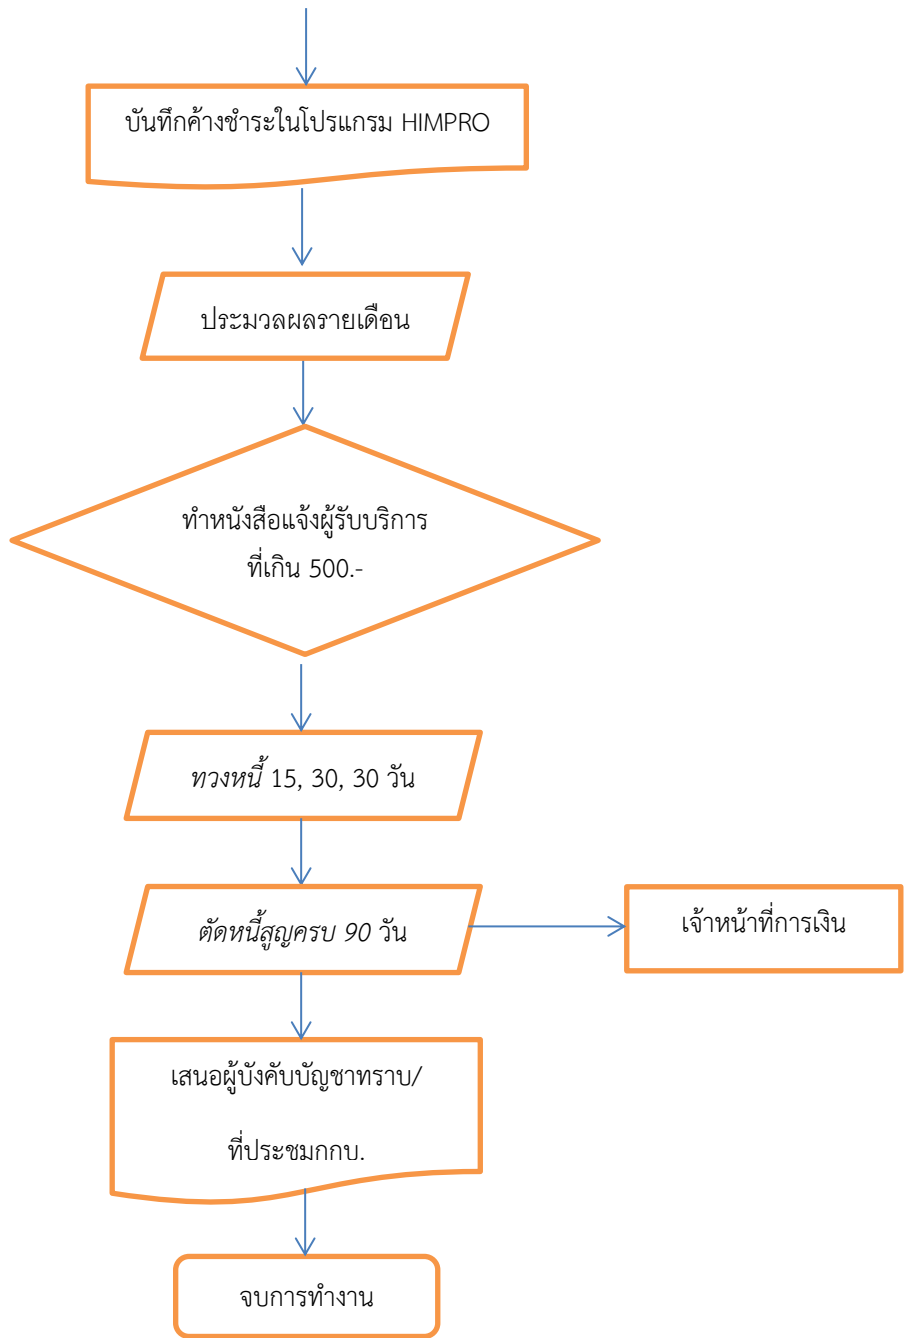 บันทึกค้างชำระในโปรแกรม HIMPRO
ประมวลผลรายเดือน
ทำหนังสือแจ้งผู้รับบริการ
ที่เกิน 500.-
ทวงหนี้ 15, 30, 30 วัน
ตัดหนี้สูญครบ 90 วัน
เจ้าหน้าที่การเงิน
เสนอผู้บังคับบัญชาทราบ/
ที่ประชมกกบ.
จบการทำงาน